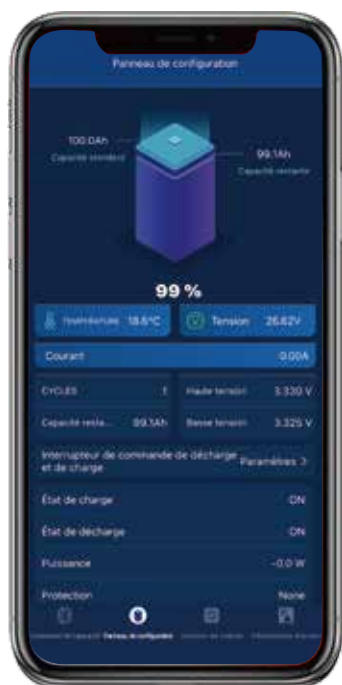 Panneau de configuration
100.0Ah
Capacité standard
99.1Ah
Capacité restante
99 %
TEMPÉRATURE 18.6°C
Tension 26.62V
Courant 0.00A
CYCLES 1
Haute tension 3.330 V
Capacité resta... 99.1Ah
Basse tension 3.325 V
Interrupteur de commande de décharge
et de charge
Paramètres >
État de charge ON
État de décharge ON
Puissance -0.0 W
Protection None
Panneau de configuration